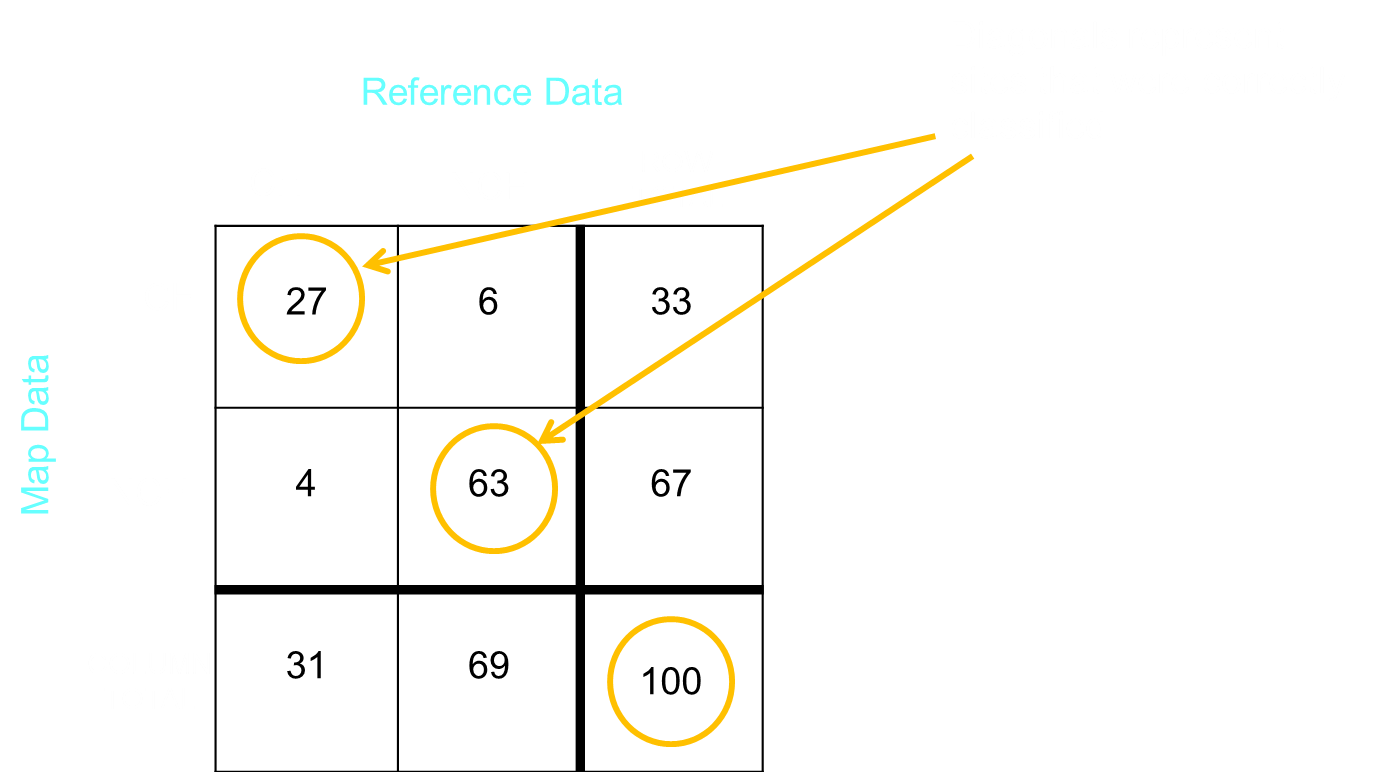 Reference Data
Map Data
27 6 33
4 63 67
31 69 100